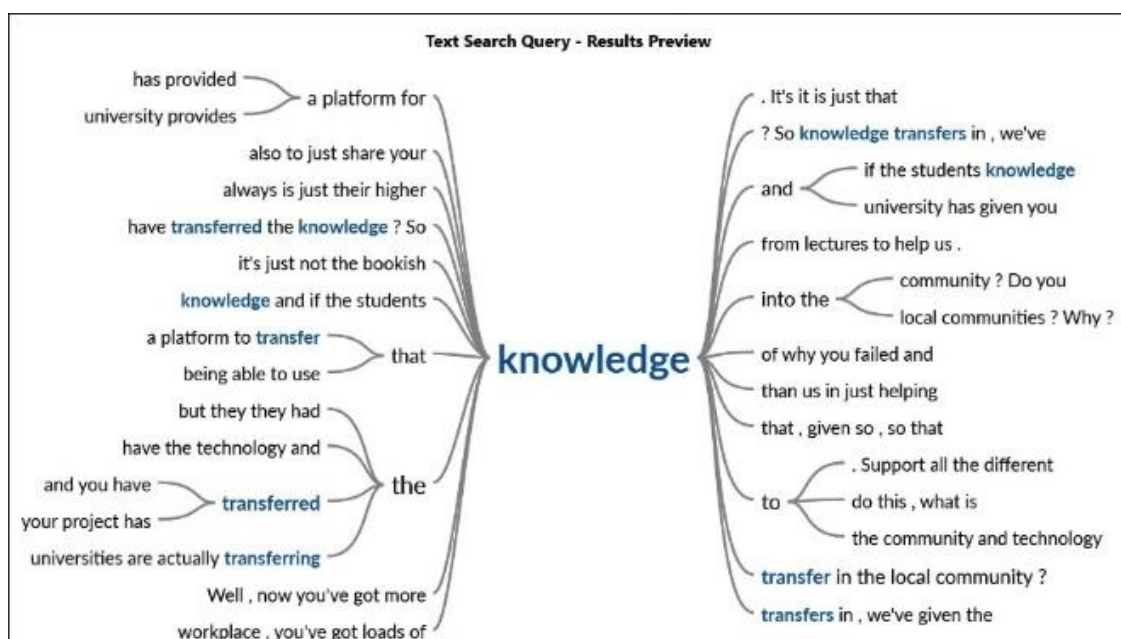 Text Search Query - Results Preview
has provided
university provides
a platform for
also to just share your
always is just their higher
have transferred the knowledge ? So
it's just not the bookish
knowledge and if the students
a platform to transfer
being able to use
that
but they they had
have the technology and
and you have
your project has
transferred
universities are actually transferring
the
Well , now you've got more
workplace , you've got loads of
knowledge
. It's it is just that
? So knowledge transfers in , we've
and
if the students knowledge
university has given you
from lectures to help us .
into the
community ? Do you
local communities ? Why ?
of why you failed and
than us in just helping
that , given so , so that
to
. Support all the different
do this , what is
the community and technology
transfer in the local community ?
transfers in , we've given the